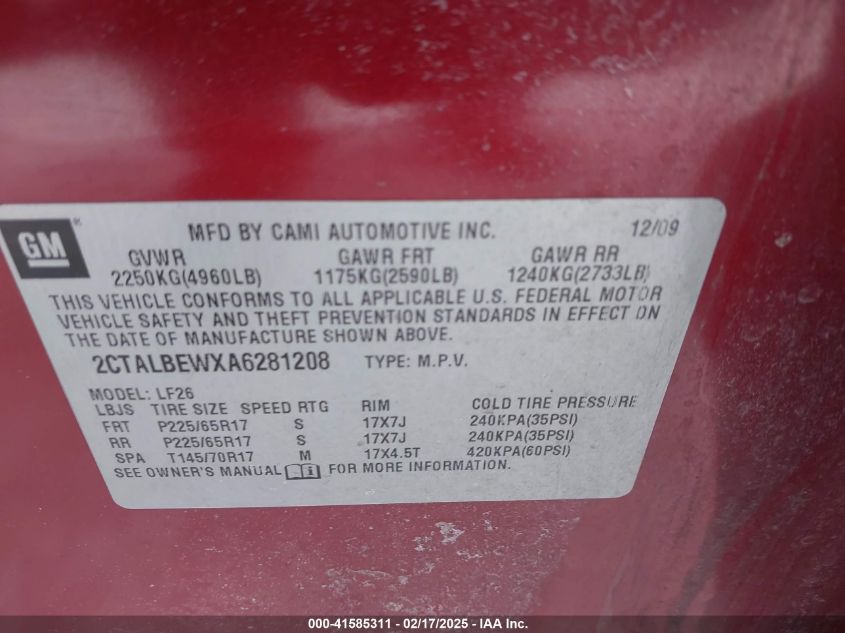 GM ®
MFD BY CAMI AUTOMOTIVE INC. 12/09
GVWR GAWR FRT GAWR RR
2250KG(4960LB) 1175KG(2590LB) 1240KG(2733LB)
THIS VEHICLE CONFORMS TO ALL APPLICABLE U.S. FEDERAL MOTOR
VEHICLE SAFETY AND THEFT PREVENTION STANDARDS IN EFFECT ON
THE DATE OF MANUFACTURE SHOWN ABOVE.
2CTALBEWXA6281208 TYPE: M.P.V.
MODEL: LF26
LBJS TIRE SIZE SPEED RTG RIM COLD TIRE PRESSURE
FRT P225/65R17 S 17X7J 240KPA(35PSI)
RR P225/65R17 S 17X7J 240KPA(35PSI)
SPA T145/70R17 M 17X4.5T 420KPA(60PSI)
SEE OWNER'S MANUAL FOR MORE INFORMATION.
000-41585311 - 02/17/2025 - IAA Inc.